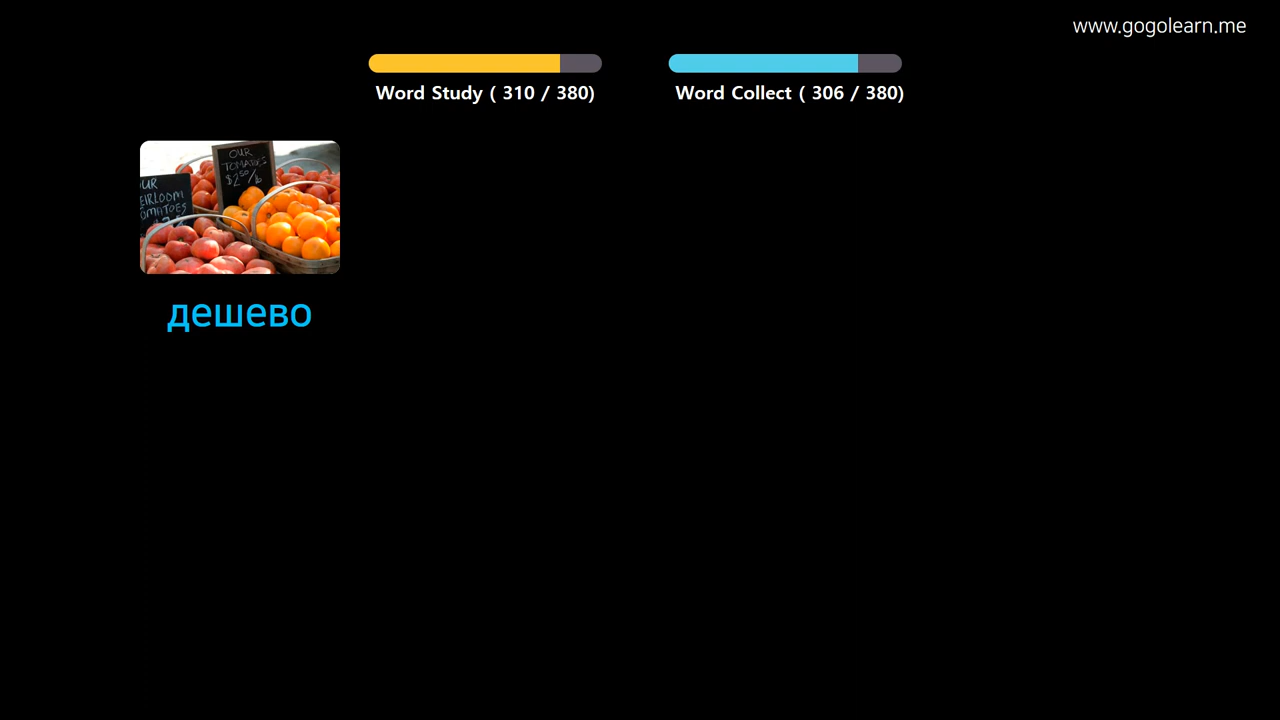 www.gogolearn.me
Word Study ( 310 / 380)
Word Collect ( 306 / 380)
OUR
TOMATOES
$2.50/lb
OUR
HEIRLOOM
TOMATOES
дешево